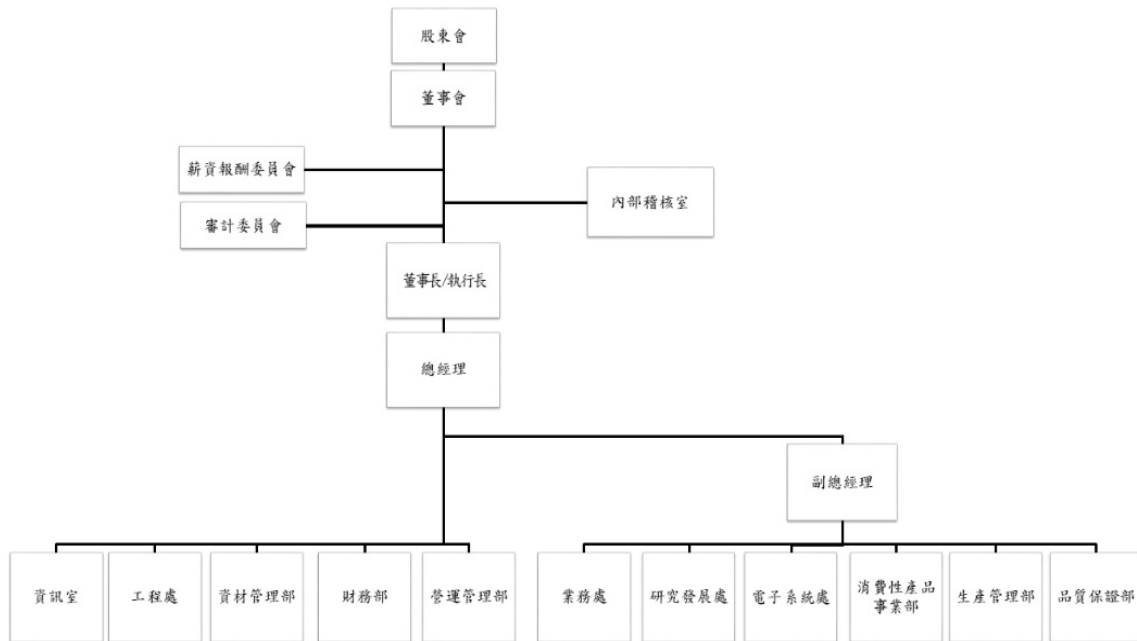 股東會
董事會
薪資報酬委員會
內部稽核室
審計委員會
董事長/執行長
總經理
副總經理
資訊室
工程處
資材管理部
財務部
營運管理部
業務處
研究發展處
電子系統處
消費性產品
事業部
生產管理部
品質保證部